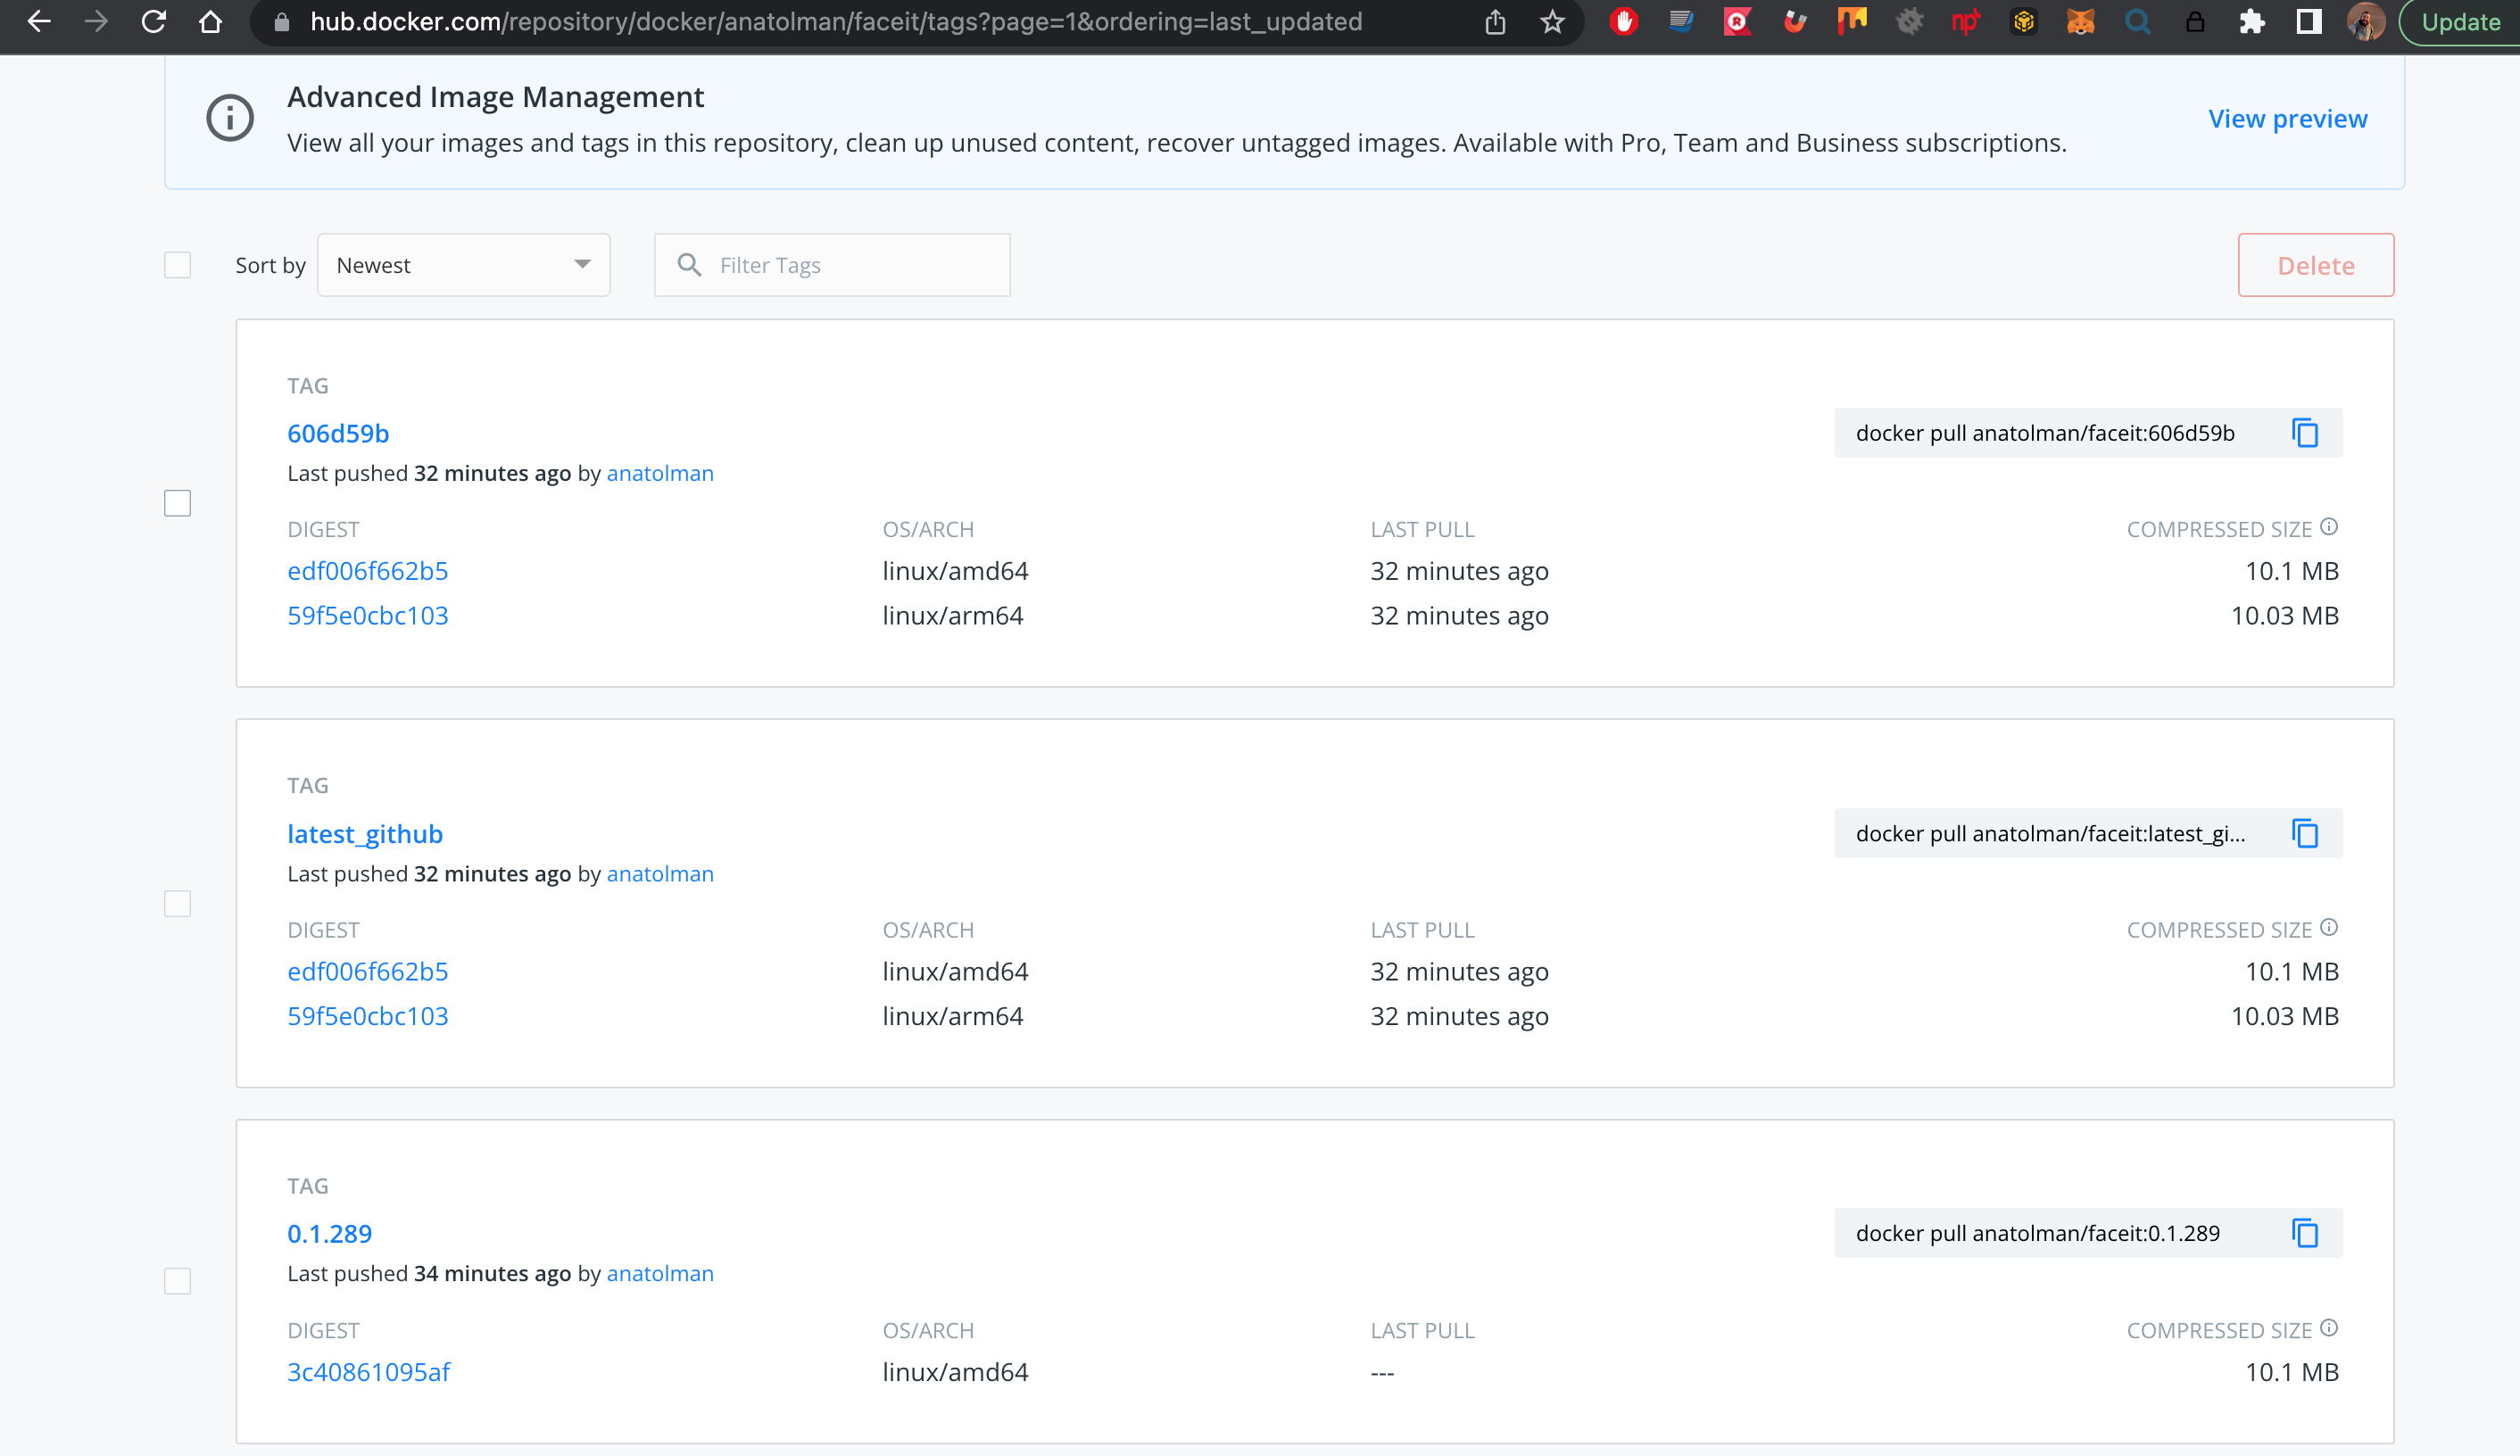 hub.docker.com/repository/docker/anatolman/faceit/tags?page=1&ordering=last_updated
np
Update
Advanced Image Management
View all your images and tags in this repository, clean up unused content, recover untagged images. Available with Pro, Team and Business subscriptions.
View preview
Sort by
Newest
Filter Tags
Delete
TAG
606d59b
docker pull anatolman/faceit:606d59b
Last pushed 32 minutes ago by anatolman
DIGEST OS/ARCH LAST PULL COMPRESSED SIZE
edf006f662b5 linux/amd64 32 minutes ago 10.1 MB
59f5e0cbc103 linux/arm64 32 minutes ago 10.03 MB
TAG
latest_github
docker pull anatolman/faceit:latest_gi...
Last pushed 32 minutes ago by anatolman
DIGEST OS/ARCH LAST PULL COMPRESSED SIZE
edf006f662b5 linux/amd64 32 minutes ago 10.1 MB
59f5e0cbc103 linux/arm64 32 minutes ago 10.03 MB
TAG
0.1.289
docker pull anatolman/faceit:0.1.289
Last pushed 34 minutes ago by anatolman
DIGEST OS/ARCH LAST PULL COMPRESSED SIZE
3c40861095af linux/amd64 --- 10.1 MB